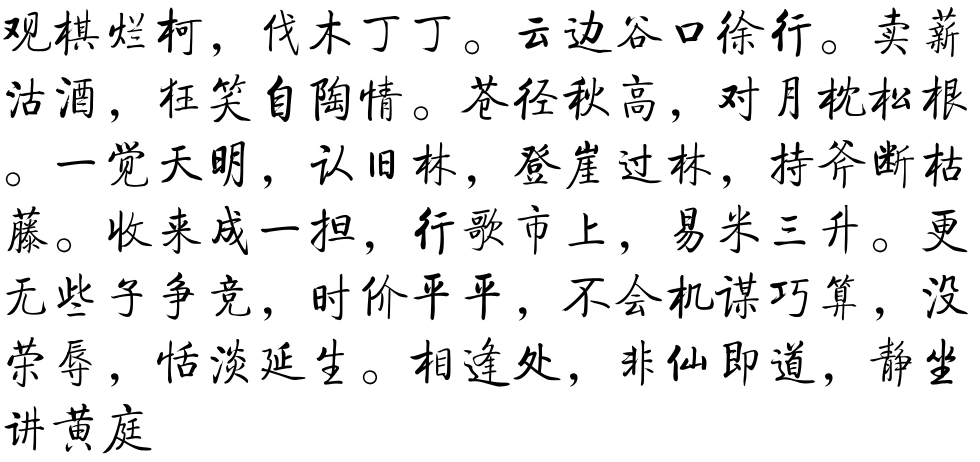 观棋烂柯，伐木丁丁。云边谷口徐行。卖薪
沽酒，狂笑自陶情。苍径秋高，对月枕松根
。一觉天明，认旧林，登崖过林，持斧断枯
藤。收来成一担，行歌市上，易米三升。更
无些子争竞，时价平平，不会机谋巧算，没
荣辱，恬淡延生。相逢处，非仙即道，静坐
讲黄庭